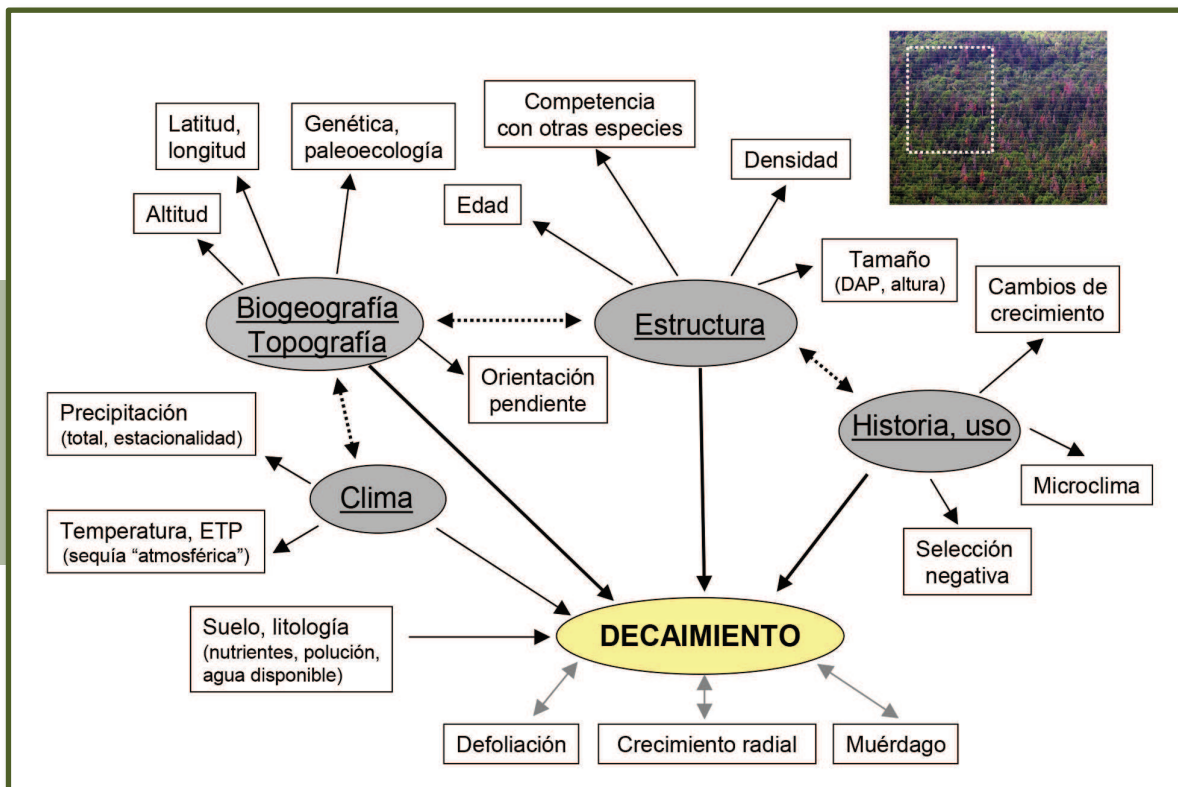 Latitud,
longitud
Genética,
paleoecología
Altitud
Competencia
con otras especies
Densidad
Edad
Tamaño
(DAP, altura)
Cambios de
crecimiento
Biogeografía
Topografía
Estructura
Orientación
pendiente
Historia, uso
Precipitación
(total, estacionalidad)
Clima
Microclima
Temperatura, ETP
(sequía “atmosférica”)
Selección
negativa
Suelo, litología
(nutrientes, polución,
agua disponible)
DECAIMIENTO
Defoliación
Crecimiento radial
Muérdago